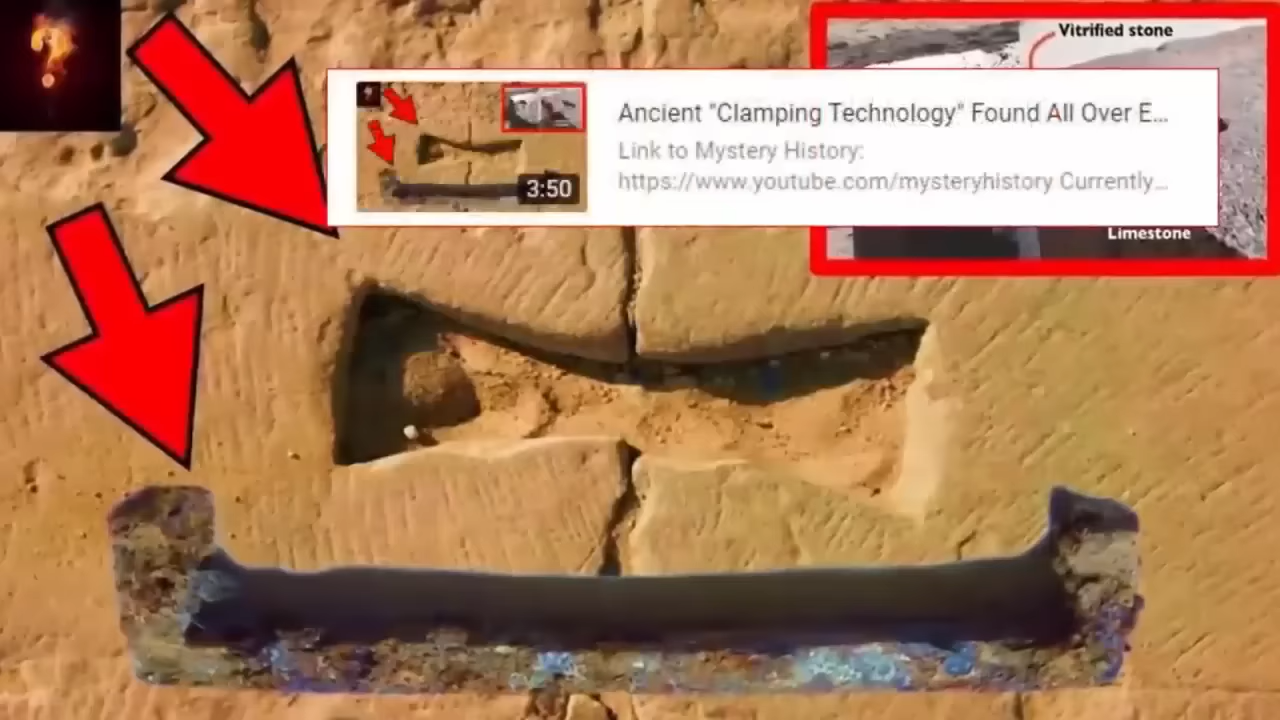 Vitrified stone
Ancient "Clamping Technology" Found All Over E...
Link to Mystery History:
https://www.youtube.com/mysteryhistory Currently...
3:50
Limestone